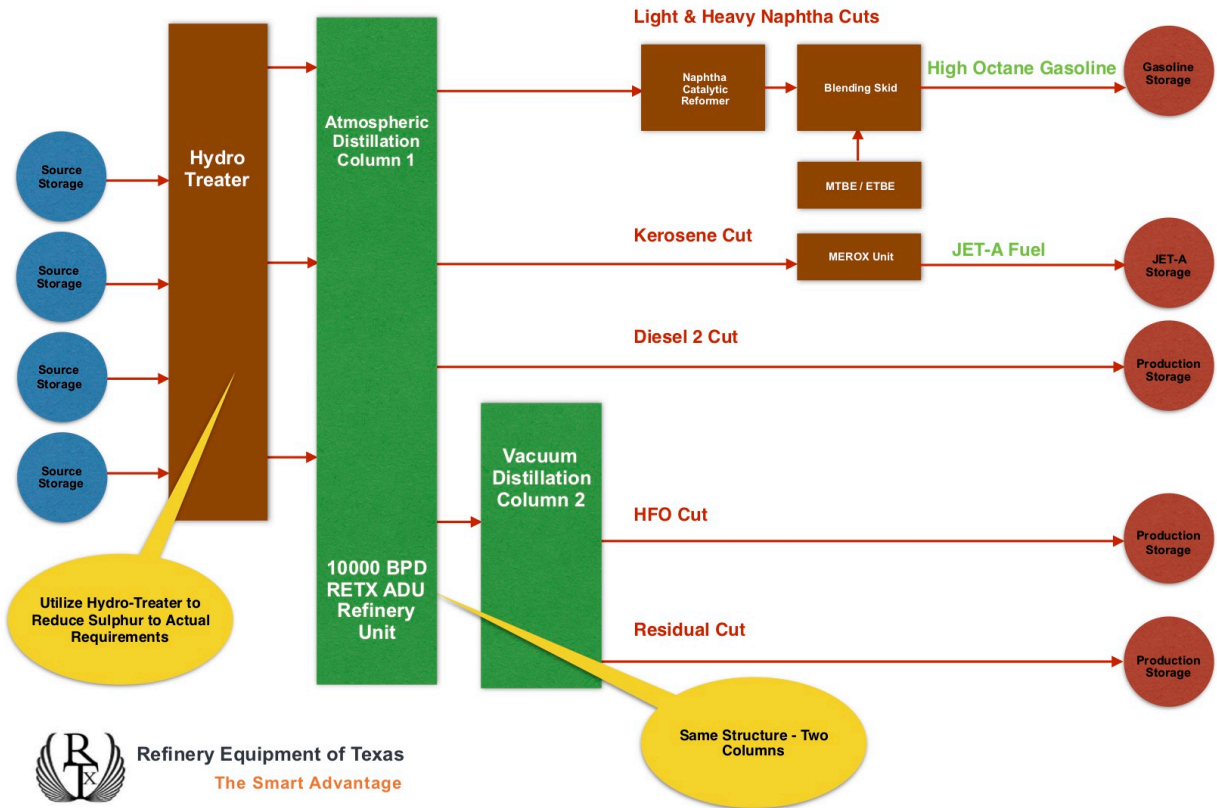 Light & Heavy Naphtha Cuts
Naphtha
Catalytic
Reformer
Blending Skid
High Octane Gasoline
Gasoline
Storage
MTBE / ETBE
Hydro
Treater
Atmospheric
Distillation
Column 1
Source
Storage
Source
Storage
Source
Storage
Source
Storage
Kerosene Cut
MEROX Unit
JET-A Fuel
JET-A
Storage
Diesel 2 Cut
Production
Storage
Vacuum
Distillation
Column 2
HFO Cut
Production
Storage
10000 BPD
RETX ADU
Refinery
Unit
Residual Cut
Production
Storage
Utilize Hydro-Treater to
Reduce Sulphur to Actual
Requirements
Same Structure - Two
Columns
RTX
Refinery Equipment of Texas
The Smart Advantage